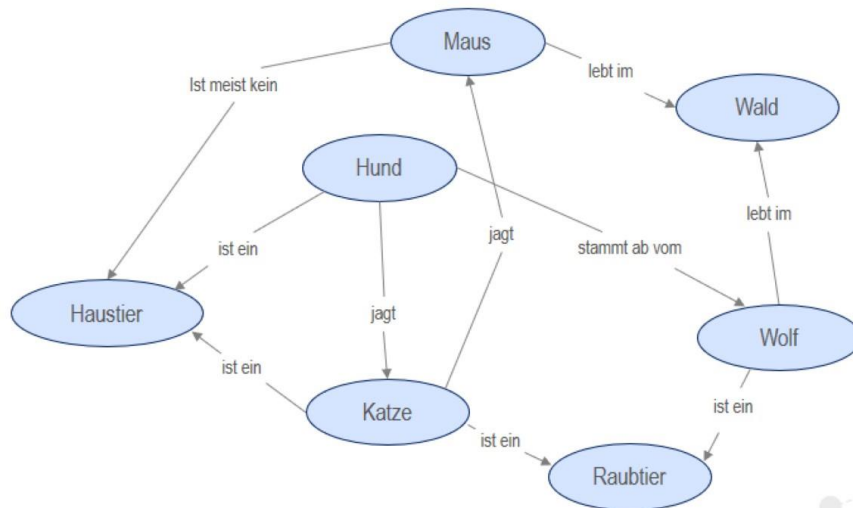 Maus
Ist meist kein
lebt im
Wald
Hund
lebt im
jagt
stammt ab vom
ist ein
Haustier
jagt
Wolf
ist ein
Katze
ist ein
ist ein
Raubtier